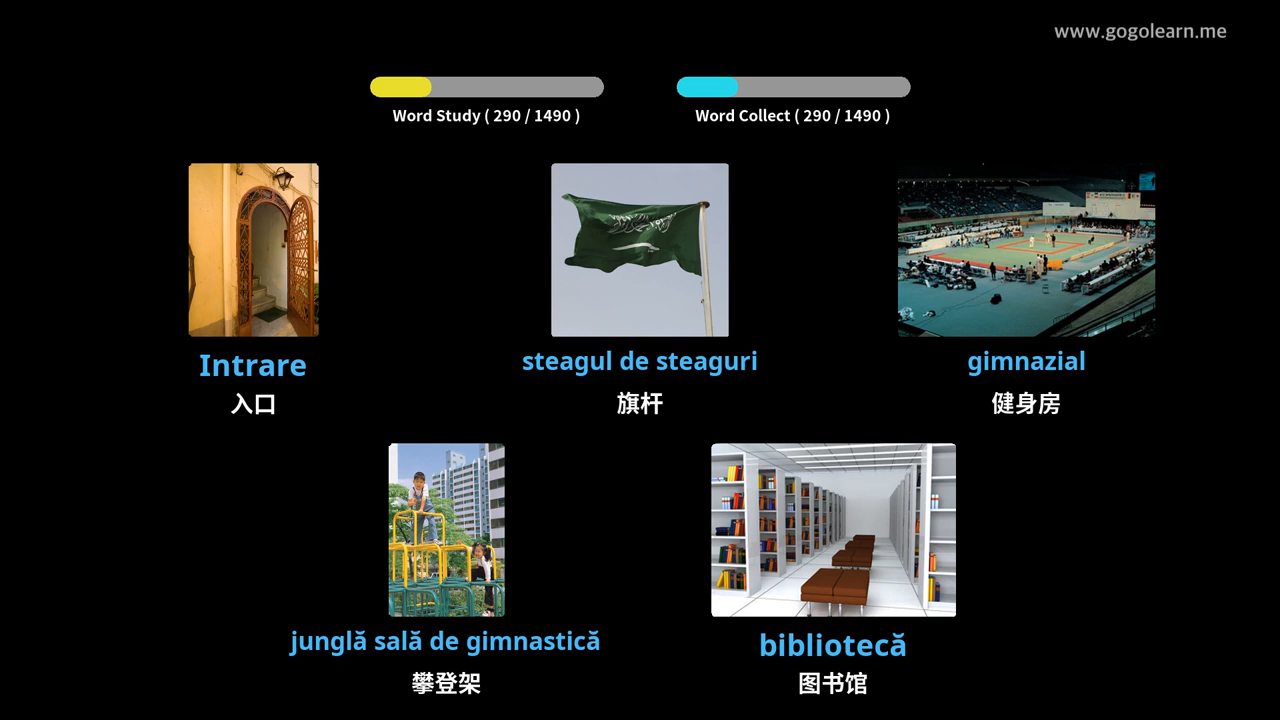 www.gogolearn.me
Word Study ( 290 / 1490 )
Word Collect ( 290 / 1490 )
Intrare
入口
steagul de steaguri
旗杆
gimnazial
健身房
junglă sală de gimnastică
攀登架
bibliotecă
图书馆